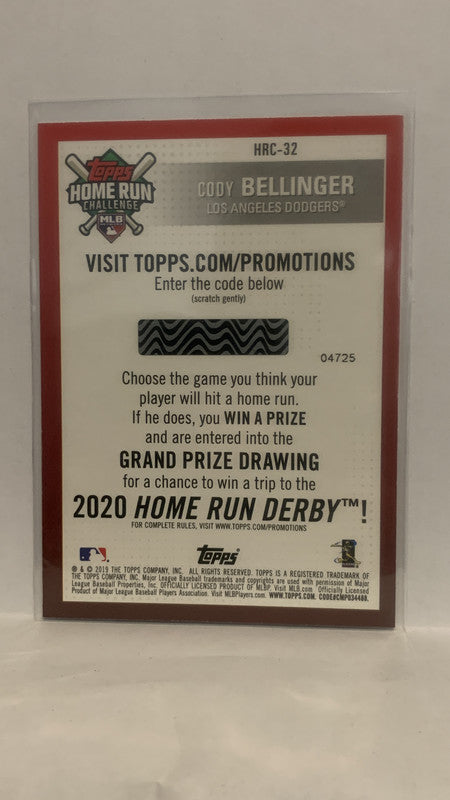 HRC-32
Topps
HOME RUN
CHALLENGE
MLB
CODY BELLINGER
LOS ANGELES DODGERS®
VISIT TOPPS.COM/PROMOTIONS
Enter the code below
(scratch gently)
04725
Choose the game you think your
player will hit a home run.
If he does, you WIN A PRIZE
and are entered into the
GRAND PRIZE DRAWING
for a chance to win a trip to the
2020 HOME RUN DERBY™!
FOR COMPLETE RULES, VISIT WWW.TOPPS.COM/PROMOTIONS
Topps
® & © 2019 THE TOPPS COMPANY, INC. ALL RIGHTS RESERVED. TOPPS IS A REGISTERED TRADEMARK OF
THE TOPPS COMPANY, INC. Major League Baseball trademarks and copyrights are used with permission of Major
League Baseball Properties, Inc. OFFICIALLY LICENSED PRODUCT OF MLBP. Visit MLB.com Officially Licensed
Product of Major League Baseball Players Association. Visit MLBPlayers.com. WWW.TOPPS.COM. CODE#CMP034488.